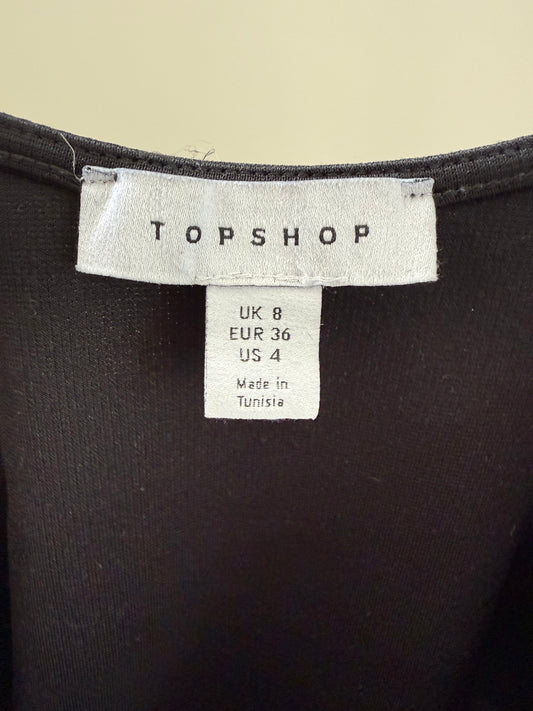 TOPSHOP
UK 8
EUR 36
US 4
Made in
Tunisia